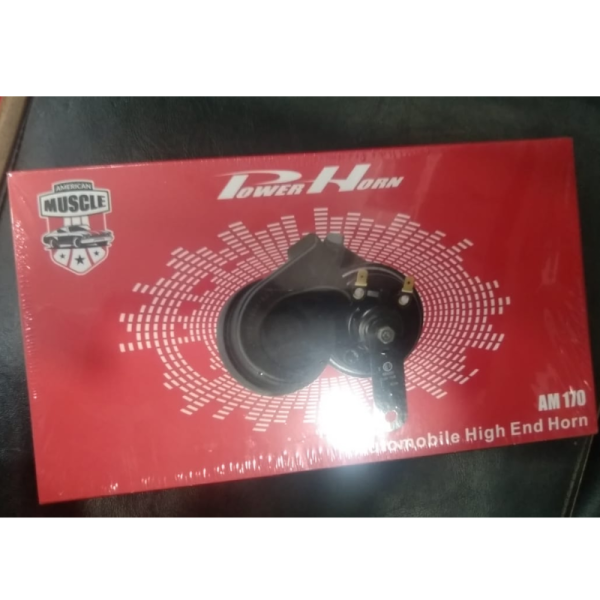 AMERICAN
MUSCLE
POWER HORN
AM 170
Automobile High End Horn